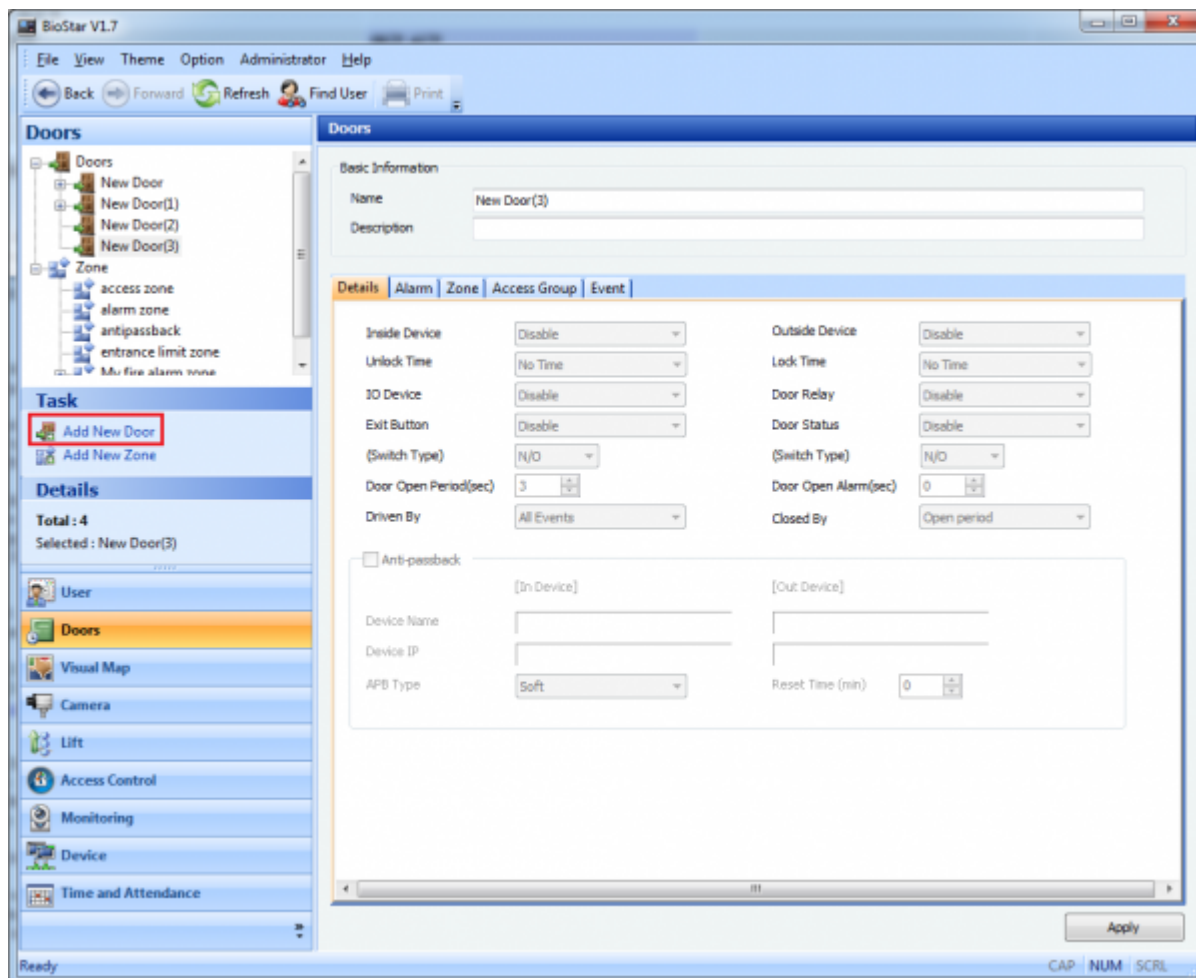 BioStar V1.7
File View Theme Option Administrator Help
Back Forward Refresh Find User Print
Doors
Doors
New Door
New Door(1)
New Door(2)
New Door(3)
Zone
access zone
alarm zone
antipassback
entrance limit zone
My fire alarm zone
Task
Add New Door
Add New Zone
Details
Total : 4
Selected : New Door(3)
User
Doors
Visual Map
Camera
Lift
Access Control
Monitoring
Device
Time and Attendance
Doors
Basic Information
Name New Door(3)
Description
Details Alarm Zone Access Group Event
Inside Device Disable Outside Device Disable
Unlock Time No Time Lock Time No Time
IO Device Disable Door Relay Disable
Exit Button Disable Door Status Disable
(Switch Type) N/O (Switch Type) N/O
Door Open Period(sec) 3 Door Open Alarm(sec) 0
Driven By All Events Closed By Open period
Anti-passback
[In Device] [Out Device]
Device Name
Device IP
APB Type Soft Reset Time (min) 0
Apply
Ready CAP NUM SCRL